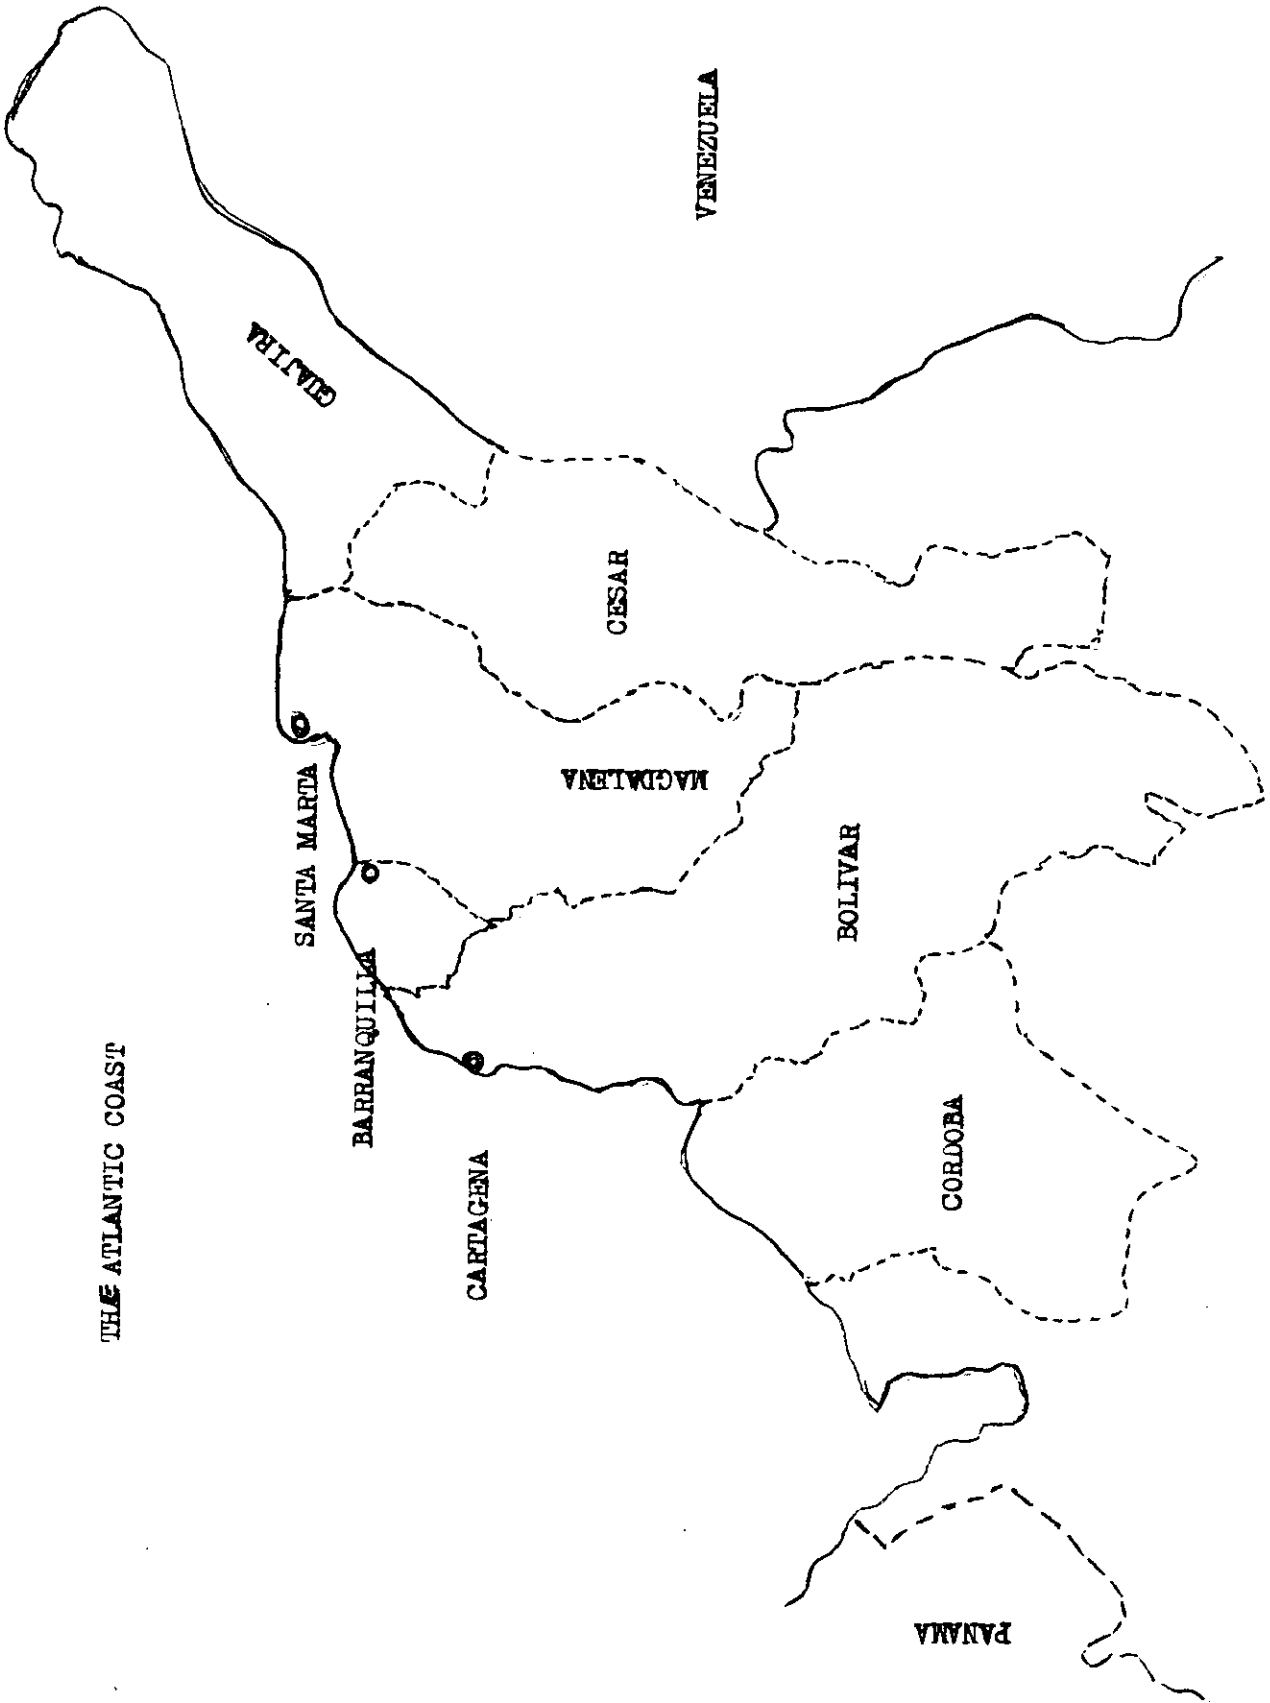 THE ATLANTIC COAST
SANTA MARTA
BARRANQUILLA
CARTAGENA
GUAJIRA
VENEZUELA
CESAR
MAGDALENA
BOLIVAR
CORDOBA
PANAMA